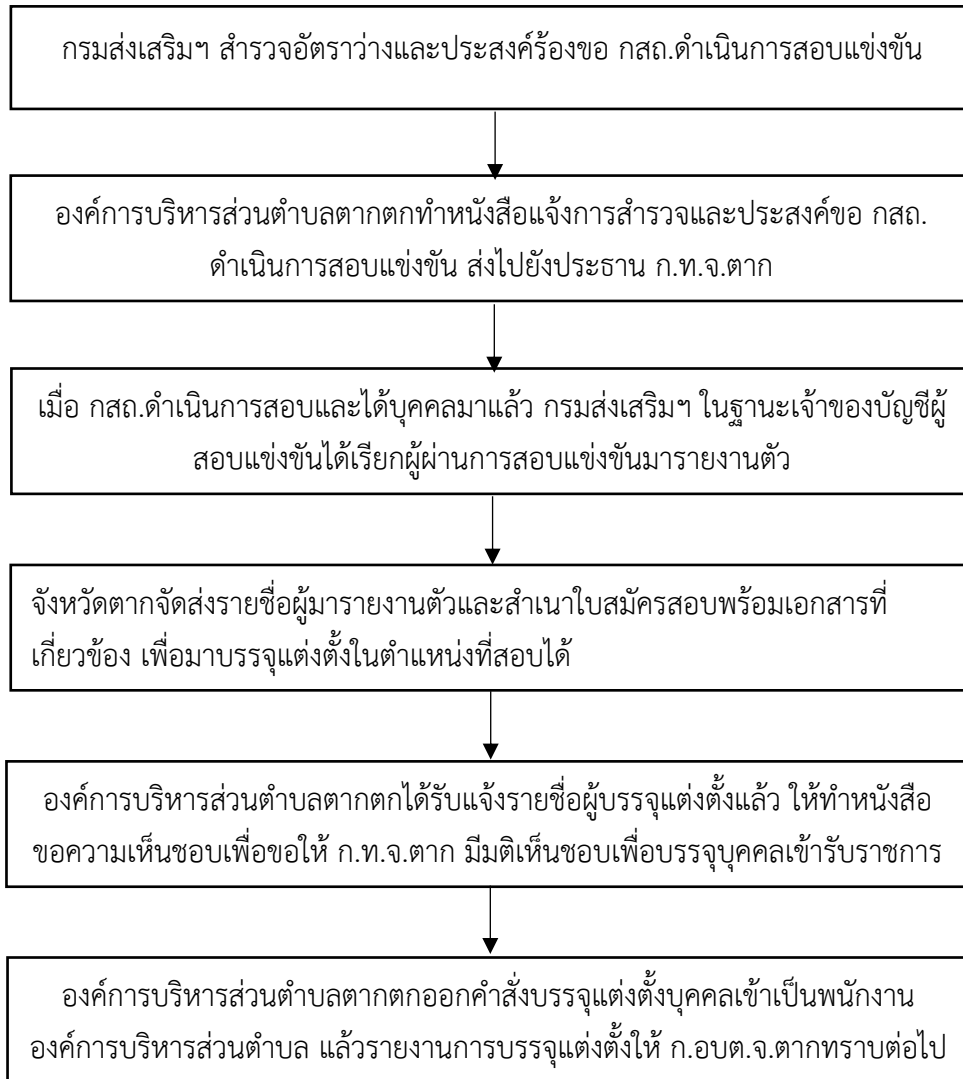 กรมส่งเสริมฯ สำรวจอัตราว่างและประสงค์ร้องขอ กสถ.ดำเนินการสอบแข่งขัน
องค์การบริหารส่วนตำบลตากตกทำหนังสือแจ้งการสำรวจและประสงค์ขอ กสถ.
ดำเนินการสอบแข่งขัน ส่งไปยังประธาน ก.ท.จ.ตาก
เมื่อ กสถ.ดำเนินการสอบและได้บุคคลมาแล้ว กรมส่งเสริมฯ ในฐานะเจ้าของบัญชีผู้
สอบแข่งขันได้เรียกผู้ผ่านการสอบแข่งขันมารายงานตัว
จังหวัดตากจัดส่งรายชื่อผู้มารายงานตัวและสำเนาใบสมัครสอบพร้อมเอกสารที่
เกี่ยวข้อง เพื่อมาบรรจุแต่งตั้งในตำแหน่งที่สอบได้
องค์การบริหารส่วนตำบลตากตกได้รับแจ้งรายชื่อผู้บรรจุแต่งตั้งแล้ว ให้ทำหนังสือ
ขอความเห็นชอบเพื่อขอให้ ก.ท.จ.ตาก มีมติเห็นชอบเพื่อบรรจุบุคคลเข้ารับราชการ
องค์การบริหารส่วนตำบลตากตกออกคำสั่งบรรจุแต่งตั้งบุคคลเข้าเป็นพนักงาน
องค์การบริหารส่วนตำบล แล้วรายงานการบรรจุแต่งตั้งให้ ก.อบต.จ.ตากทราบต่อไป